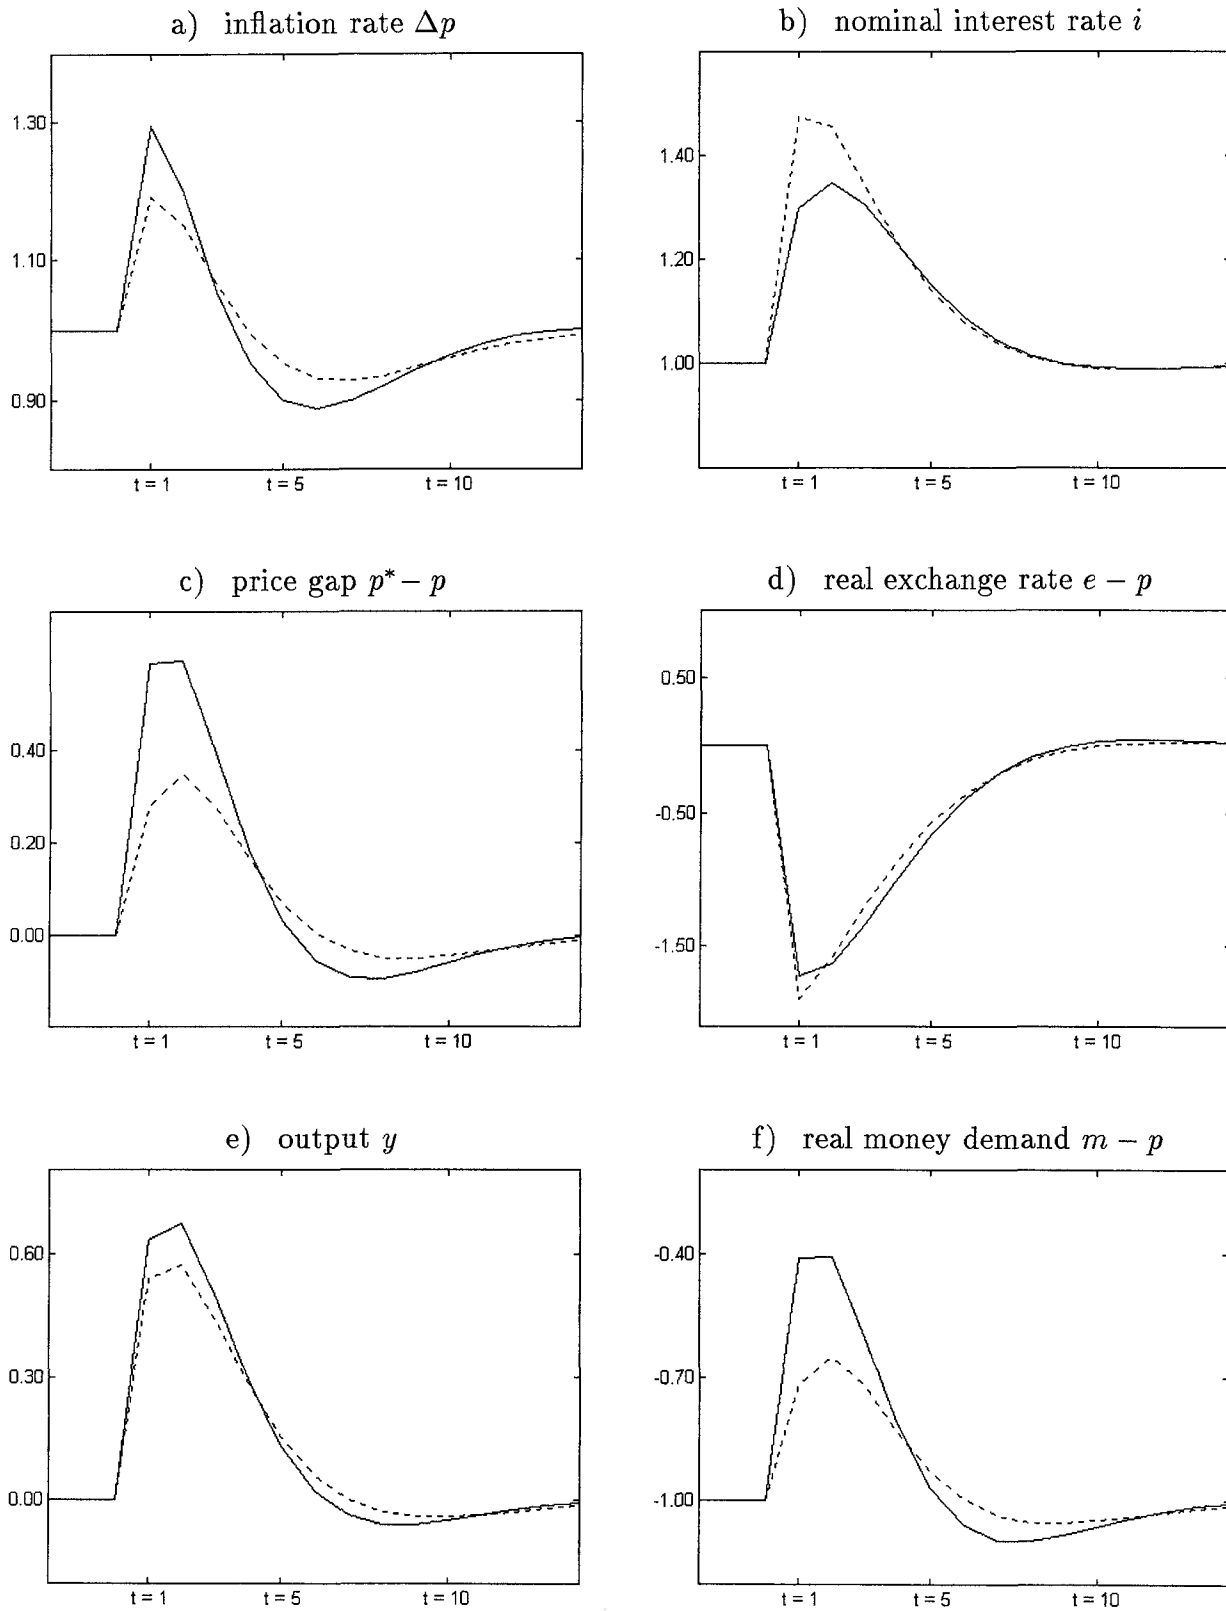 a) inflation rate Δp
1.30
1.10
0.90
t = 1
t = 5
t = 10
b) nominal interest rate i
1.40
1.20
1.00
t = 1
t = 5
t = 10
c) price gap p* − p
0.40
0.20
0.00
t = 1
t = 5
t = 10
d) real exchange rate e − p
0.50
-0.50
-1.50
t = 1
t = 5
t = 10
e) output y
0.60
0.30
0.00
t = 1
t = 5
t = 10
f) real money demand m − p
-0.40
-0.70
-1.00
t = 1
t = 5
t = 10